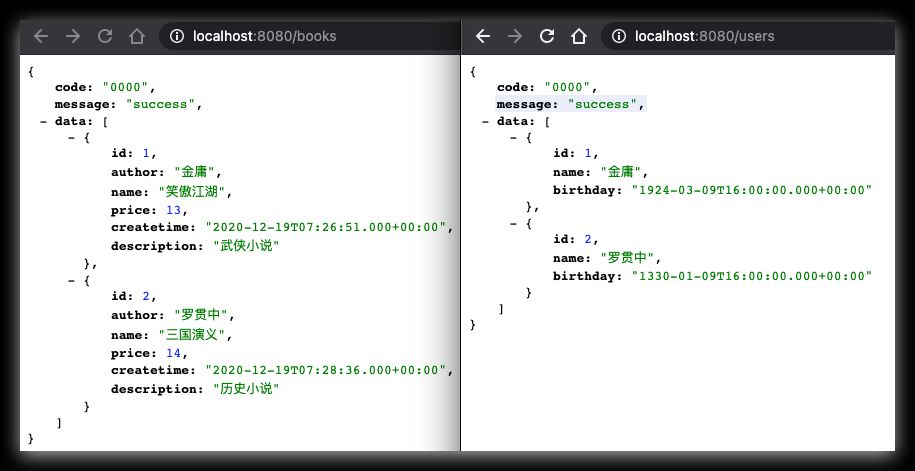 localhost:8080/books
{
code: "0000",
message: "success",
- data: [
- {
id: 1,
author: "金庸",
name: "笑傲江湖",
price: 13,
createtime: "2020-12-19T07:26:51.000+00:00",
description: "武侠小说"
},
- {
id: 2,
author: "罗贯中",
name: "三国演义",
price: 14,
createtime: "2020-12-19T07:28:36.000+00:00",
description: "历史小说"
}
]
}
localhost:8080/users
{
code: "0000",
message: "success",
- data: [
- {
id: 1,
name: "金庸",
birthday: "1924-03-09T16:00:00.000+00:00"
},
- {
id: 2,
name: "罗贯中",
birthday: "1330-01-09T16:00:00.000+00:00"
}
]
}